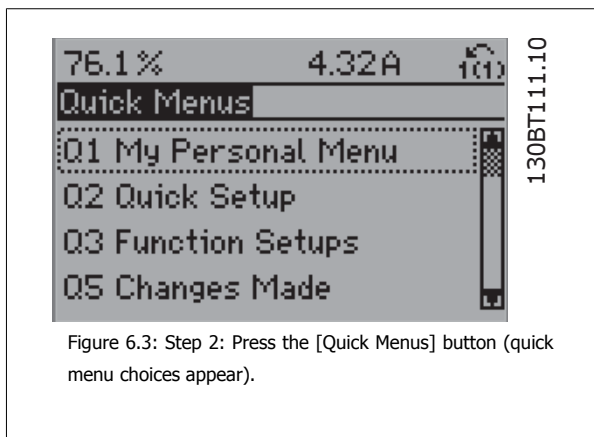 76.1% 4.32A 1(1)
Quick Menus
Q1 My Personal Menu
Q2 Quick Setup
Q3 Function Setups
Q5 Changes Made
130BT111.10
Figure 6.3: Step 2: Press the [Quick Menus] button (quick
menu choices appear).